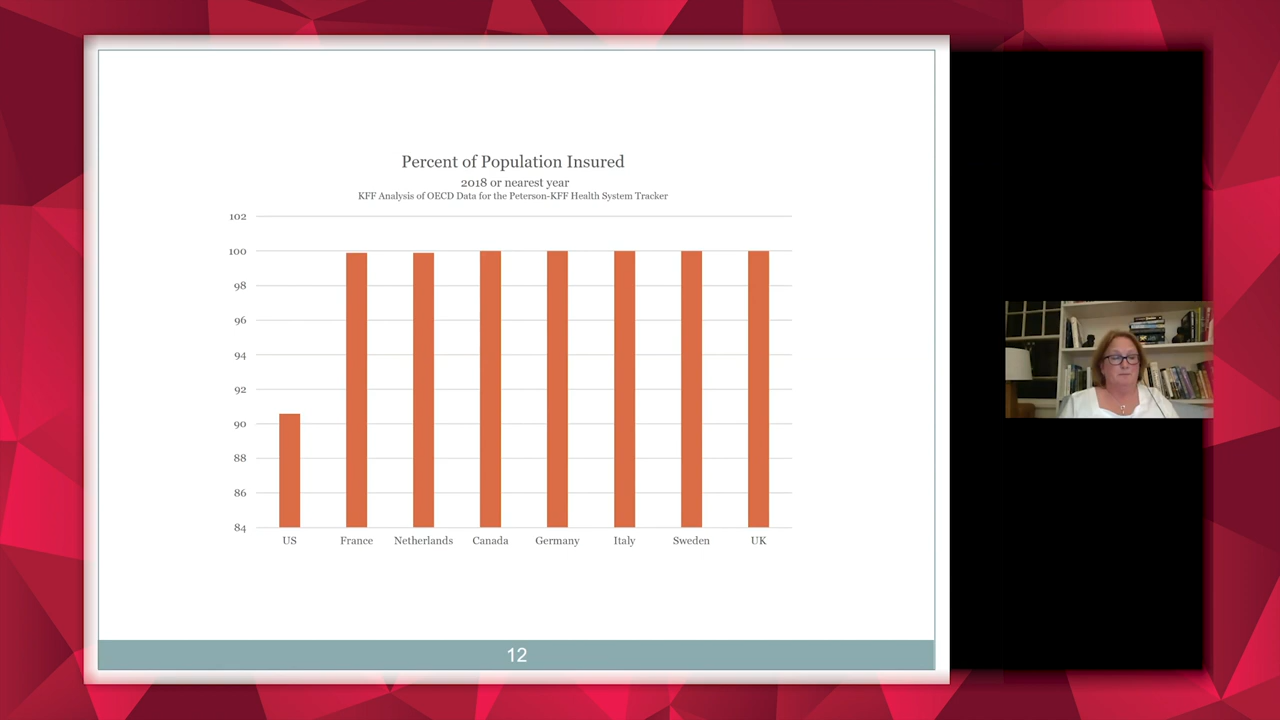 Percent of Population Insured
2018 or nearest year
KFF Analysis of OECD Data for the Peterson-KFF Health System Tracker
102
100
98
96
94
92
90
88
86
84
US France Netherlands Canada Germany Italy Sweden UK
12